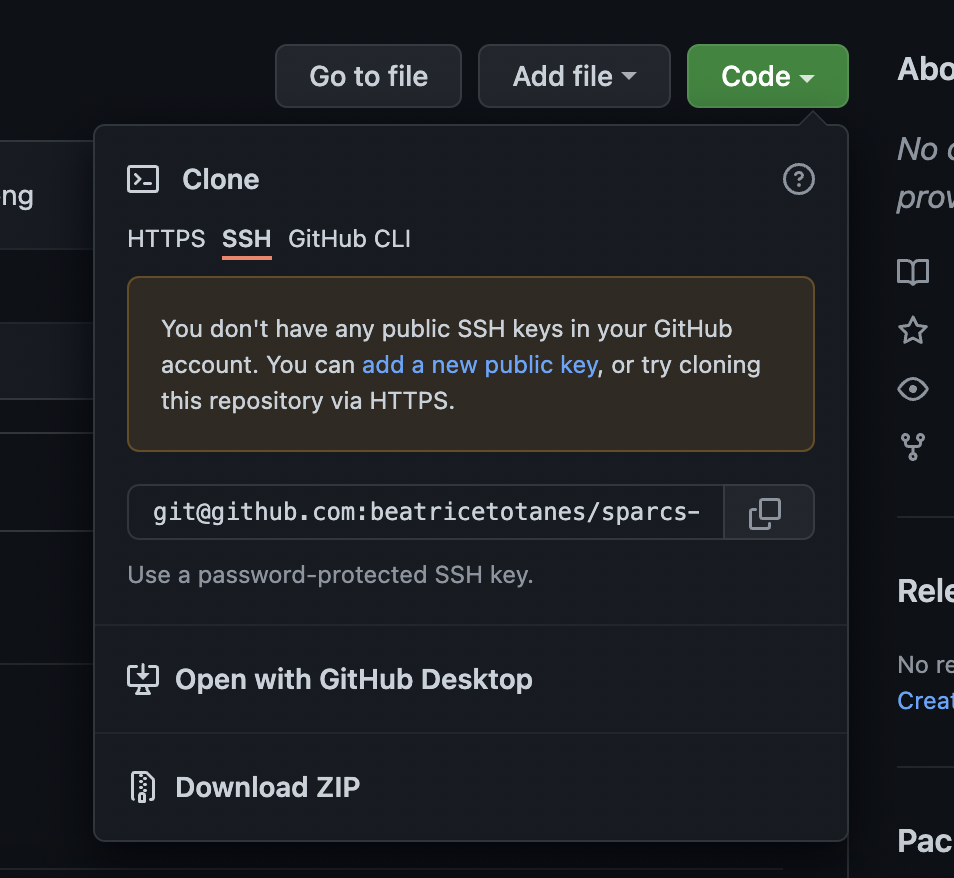 Go to file
Add file
Code
Clone
HTTPS SSH GitHub CLI
You don't have any public SSH keys in your GitHub
account. You can add a new public key, or try cloning
this repository via HTTPS.
git@github.com:beatricetotanes/sparcs-
Use a password-protected SSH key.
Open with GitHub Desktop
Download ZIP
ng
Abo
No
prov
Rele
No re
Creat
Pac